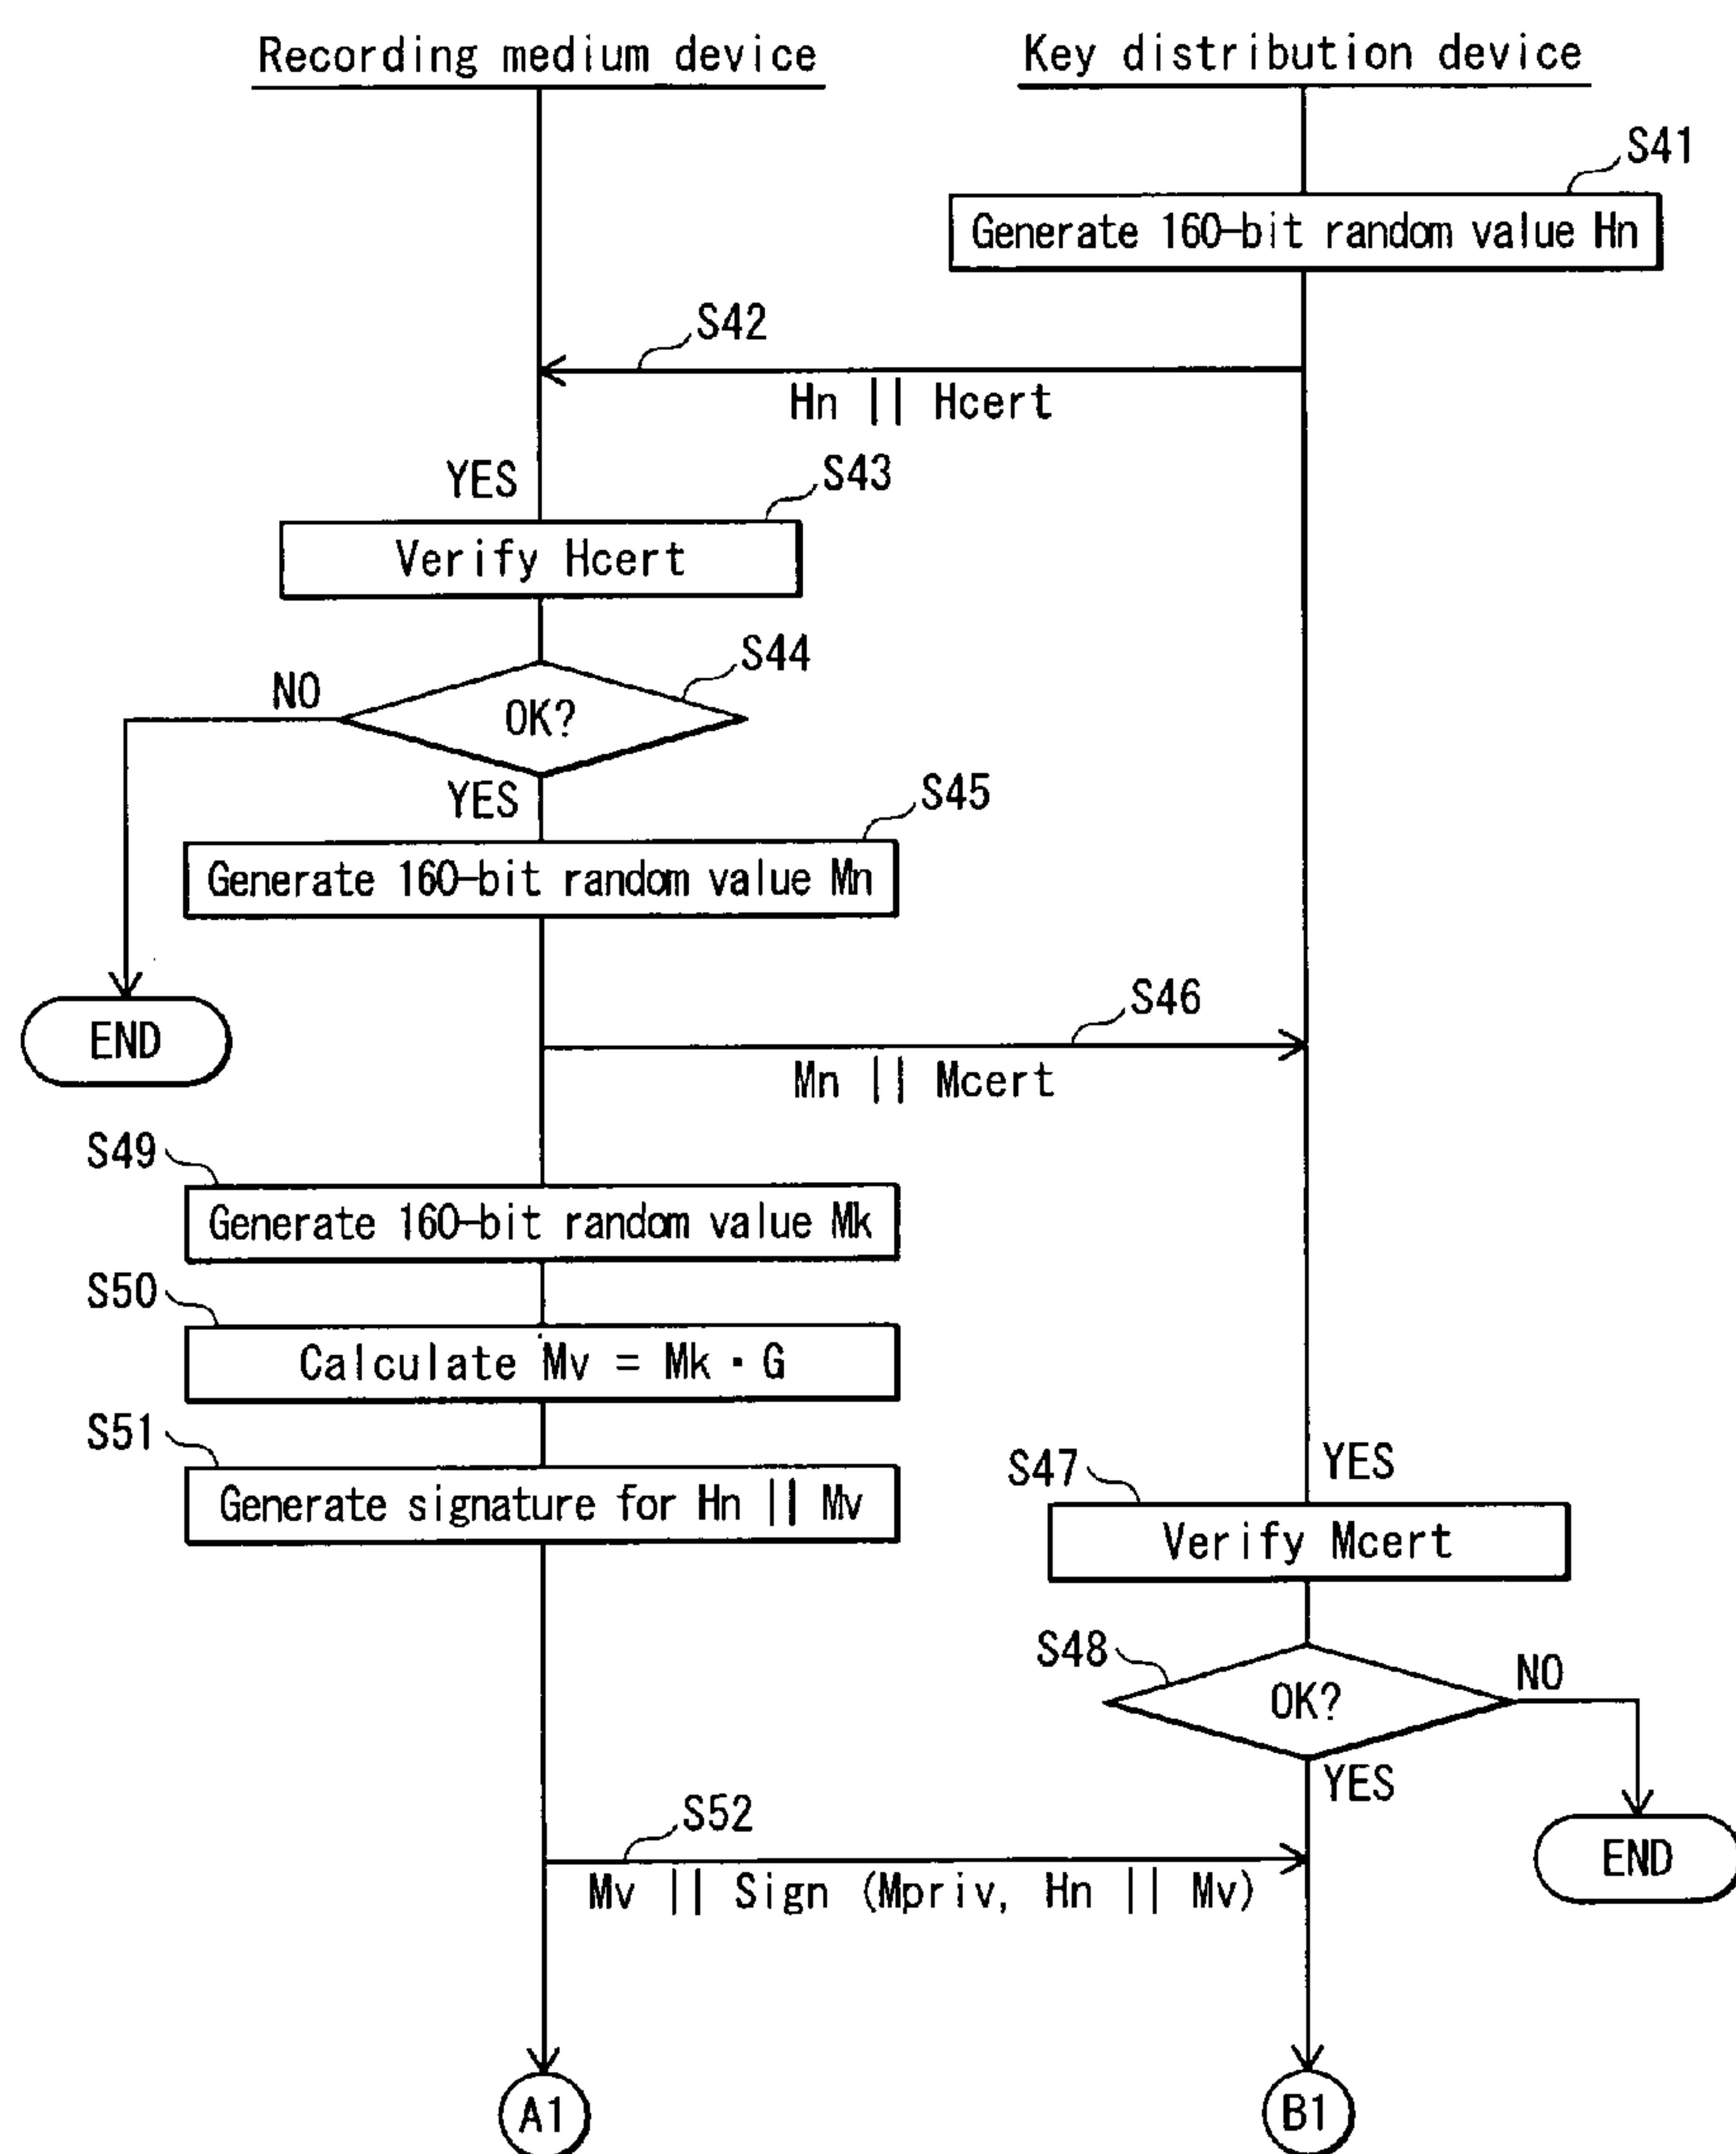 Recording medium device
Key distribution device
S41
Generate 160-bit random value Hn
S42
Hn || Hcert
YES
S43
Verify Hcert
S44
NO
OK?
YES
S45
Generate 160-bit random value Mn
S46
END
Mn || Mcert
S49
Generate 160-bit random value Mk
S50
Calculate Mv = Mk · G
S51
Generate signature for Hn || Mv
YES
S47
Verify Mcert
S48
NO
OK?
YES
S52
END
Mv || Sign (Mpriv, Hn || Mv)
A1
B1